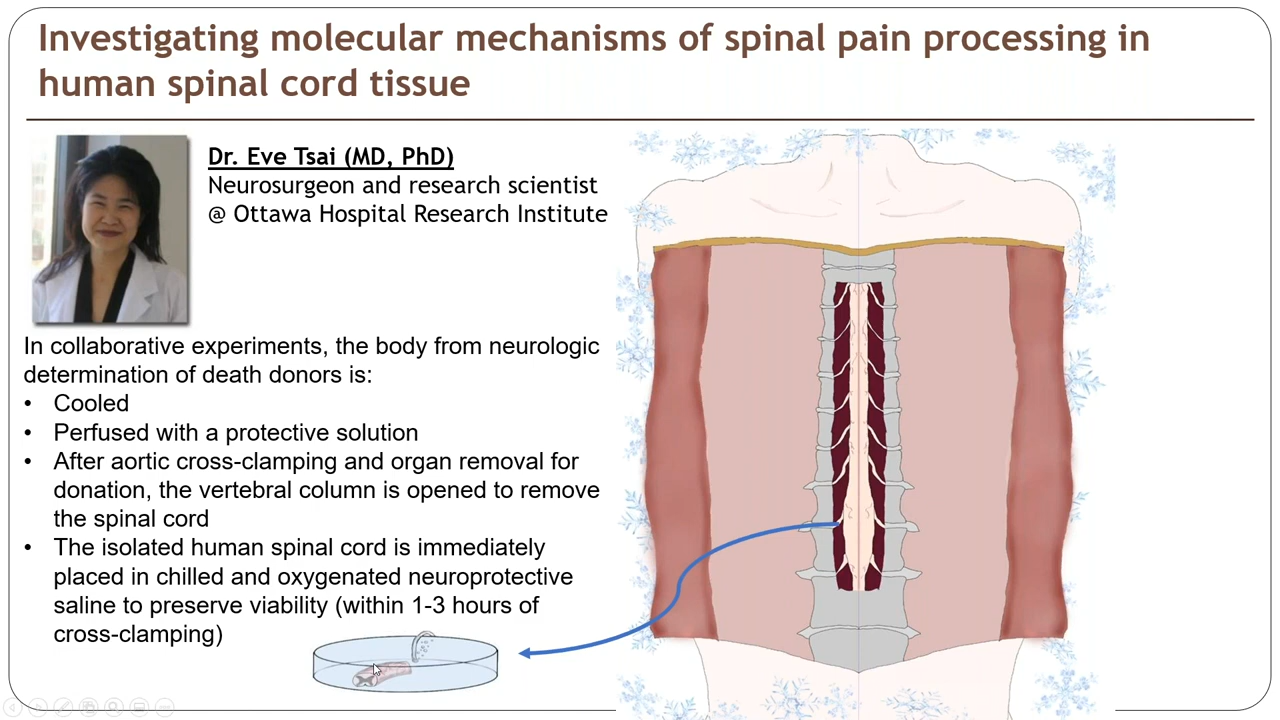 Investigating molecular mechanisms of spinal pain processing in
human spinal cord tissue
Dr. Eve Tsai (MD, PhD)
Neurosurgeon and research scientist
@ Ottawa Hospital Research Institute
In collaborative experiments, the body from neurologic
determination of death donors is:
• Cooled
• Perfused with a protective solution
• After aortic cross-clamping and organ removal for
donation, the vertebral column is opened to remove
the spinal cord
• The isolated human spinal cord is immediately
placed in chilled and oxygenated neuroprotective
saline to preserve viability (within 1-3 hours of
cross-clamping)